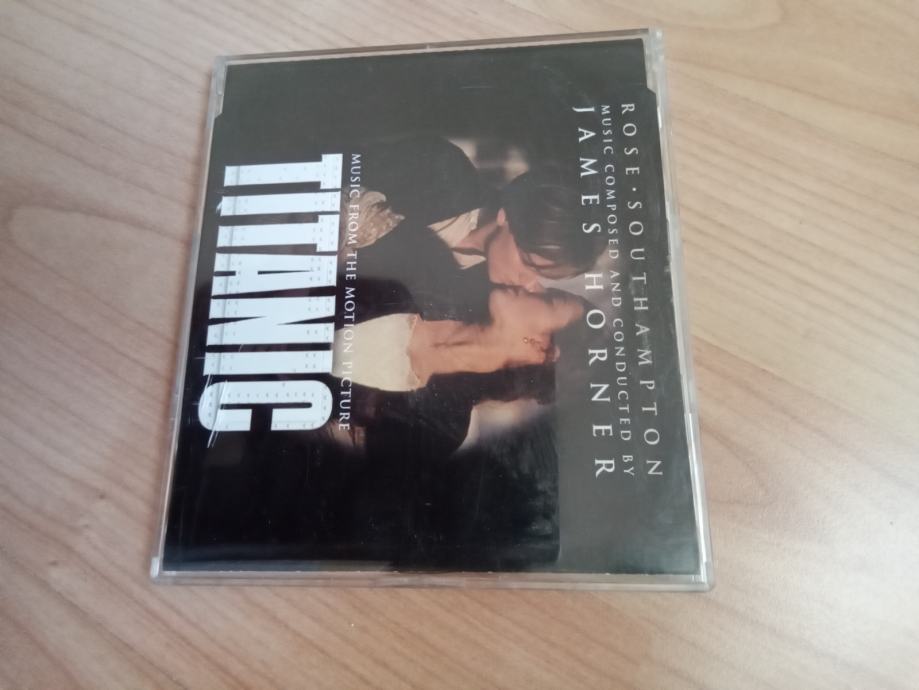 ROSE · SOUTHAMPTON
MUSIC COMPOSED AND CONDUCTED BY
JAMES HORNER
MUSIC FROM THE MOTION PICTURE
TITANIC